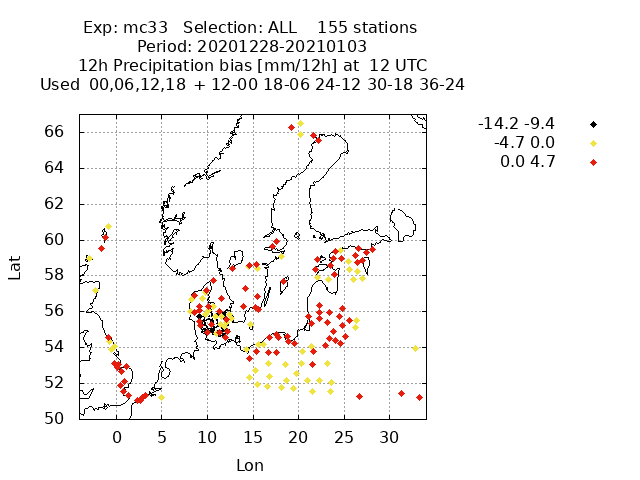 Exp: mc33   Selection: ALL    155 stations
Period: 20201228-20210103
12h Precipitation bias [mm/12h] at  12 UTC
Used  00,06,12,18  + 12-00 18-06 24-12 30-18 36-24
-14.2 -9.4
-4.7 0.0
0.0 4.7
66
64
62
60
58
56
54
52
50
Lat
0 5 10 15 20 25 30
Lon